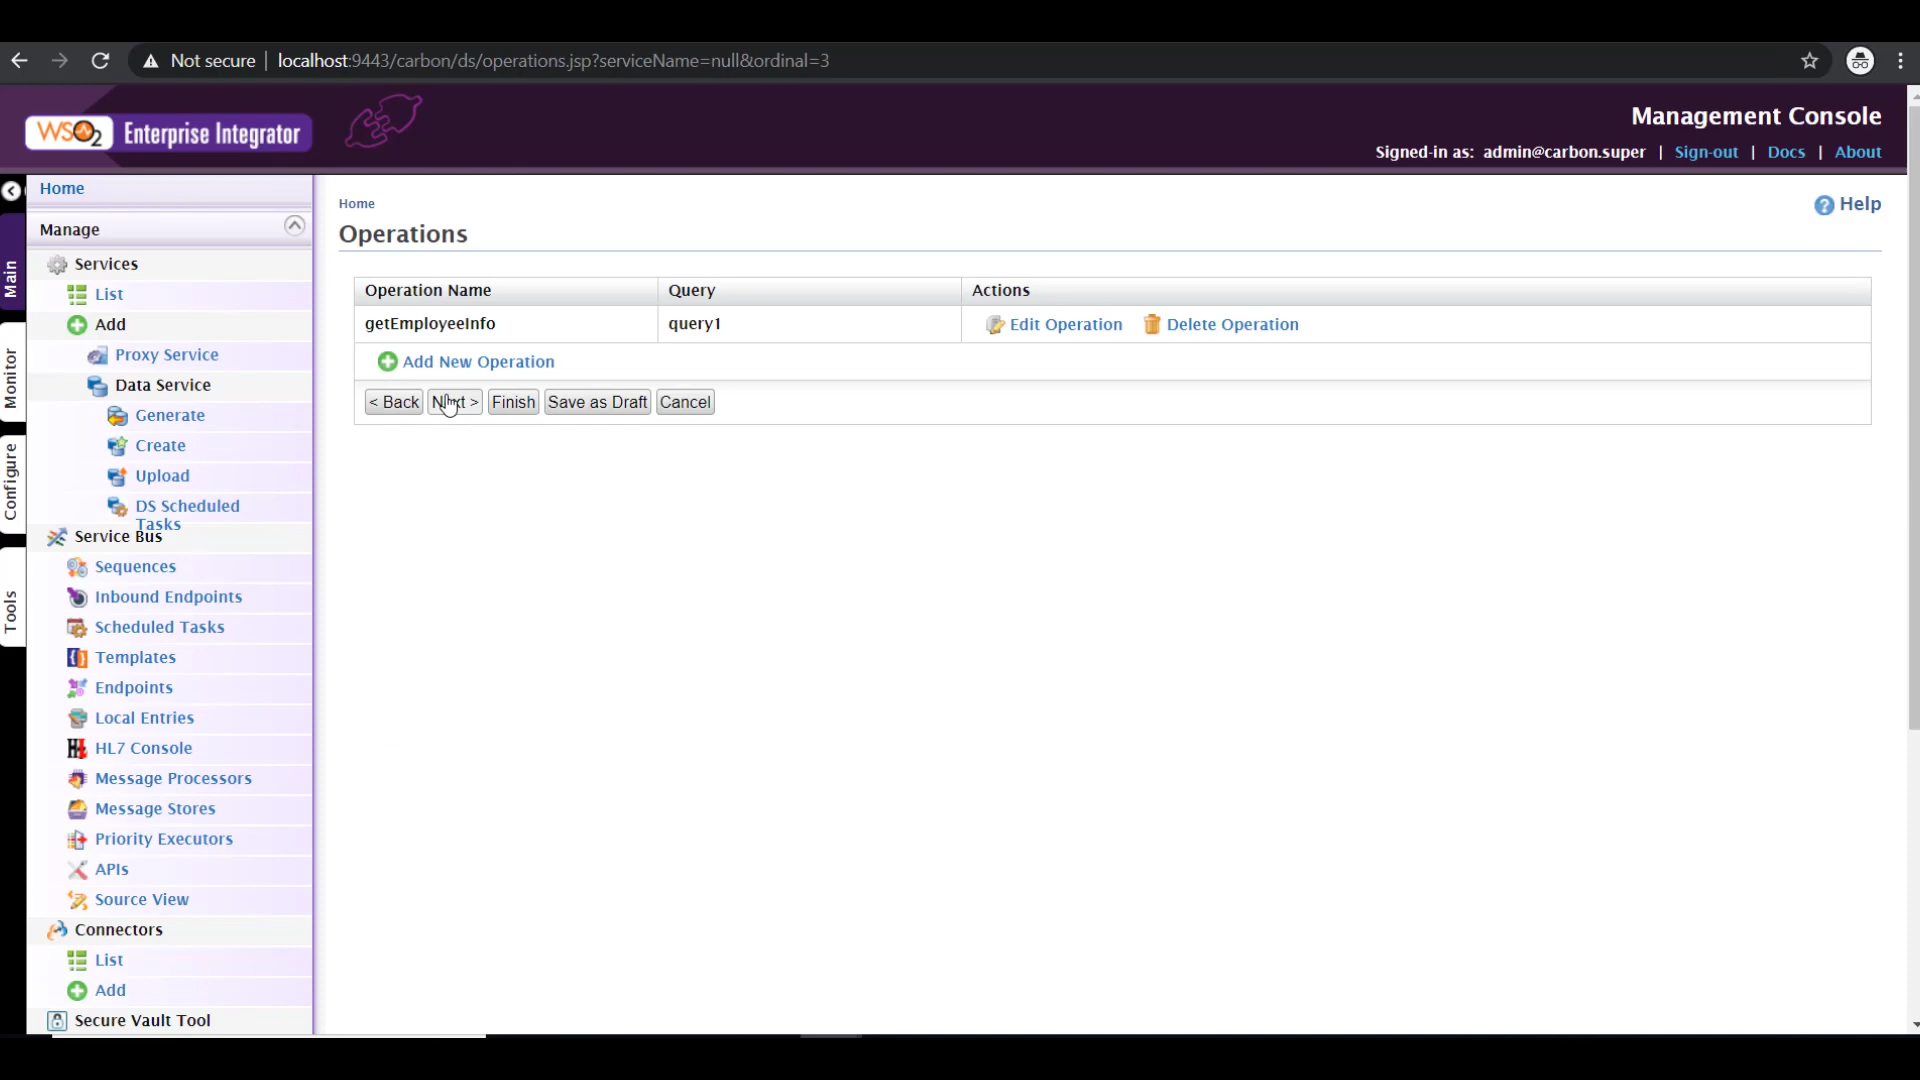 Not secure | localhost:9443/carbon/ds/operations.jsp?serviceName=null&ordinal=3
WSO2 Enterprise Integrator
Management Console
Signed-in as: admin@carbon.super | Sign-out | Docs | About
Main
Monitor
Configure
Tools
Home
Manage
Services
List
Add
Proxy Service
Data Service
Generate
Create
Upload
DS Scheduled
Tasks
Service Bus
Sequences
Inbound Endpoints
Scheduled Tasks
Templates
Endpoints
Local Entries
HL7 Console
Message Processors
Message Stores
Priority Executors
APIs
Source View
Connectors
List
Add
Secure Vault Tool
Home
Help
Operations
Operation Name Query Actions
getEmployeeInfo query1 Edit Operation Delete Operation
Add New Operation
< Back Next > Finish Save as Draft Cancel